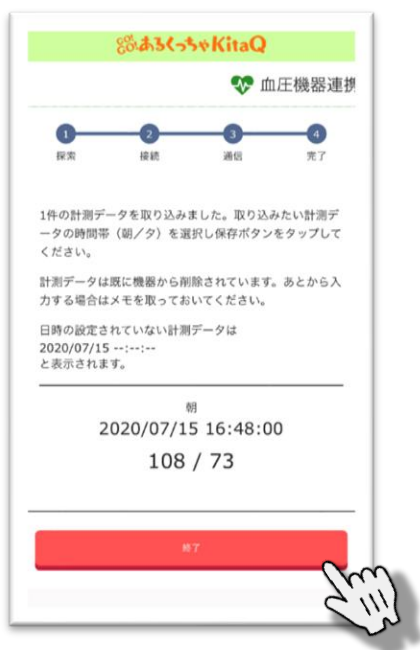 GO!GO!あるくっちゃKitaQ
血圧機器連携
1 2 3 4
探索 接続 通信 完了
1件の計測データを取り込みました。取り込みたい計測デ
ータの時間帯（朝／夕）を選択し保存ボタンをタップして
ください。
計測データは既に機器から削除されています。あとから入
力する場合はメモを取っておいてください。
日時の設定されていない計測データは
2020/07/15 --:--:--
と表示されます。
朝
2020/07/15 16:48:00
108 / 73
終了